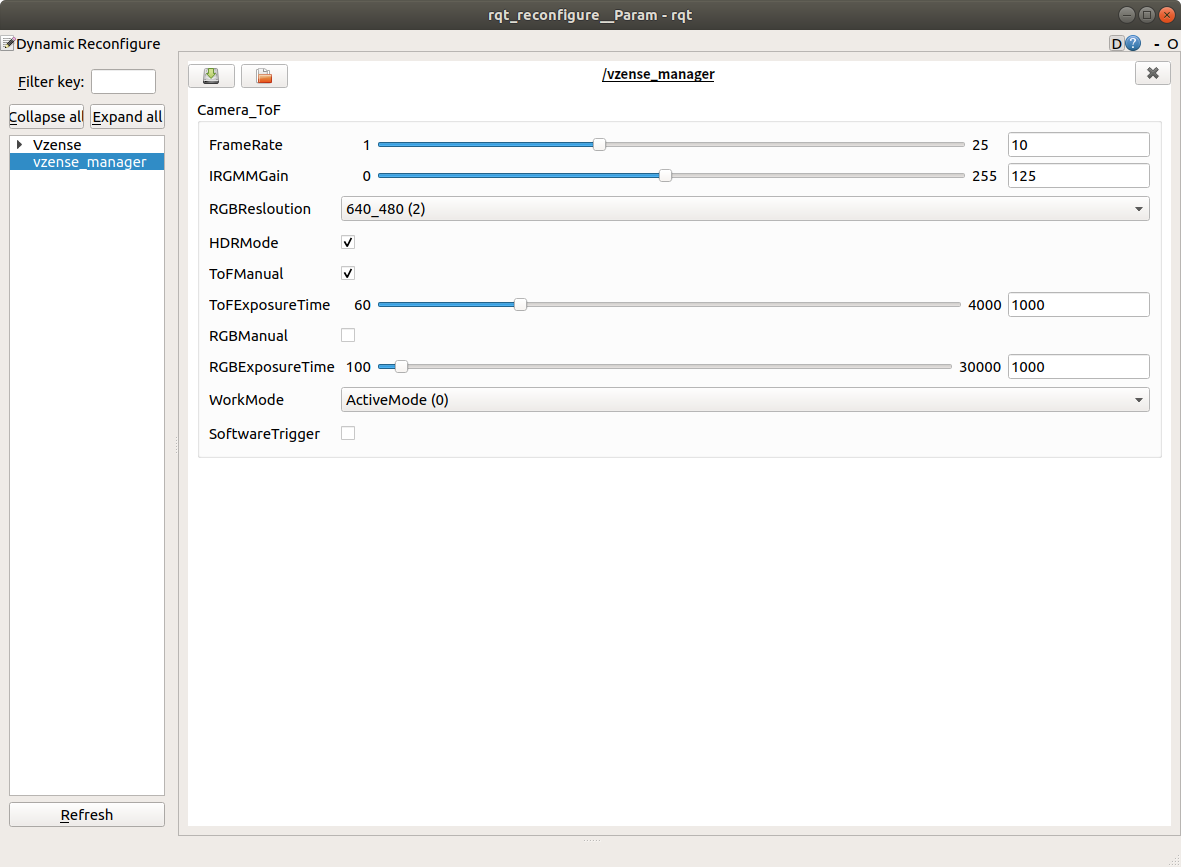 rqt_reconfigure__Param - rqt
Dynamic Reconfigure
D ? - O
Filter key:
Collapse all Expand all
Vzense
vzense_manager
Refresh
/vzense_manager
Camera_ToF
FrameRate 1 25 10
IRGMMGain 0 255 125
RGBResloution 640_480 (2)
HDRMode
ToFManual
ToFExposureTime 60 4000 1000
RGBManual
RGBExposureTime 100 30000 1000
WorkMode ActiveMode (0)
SoftwareTrigger